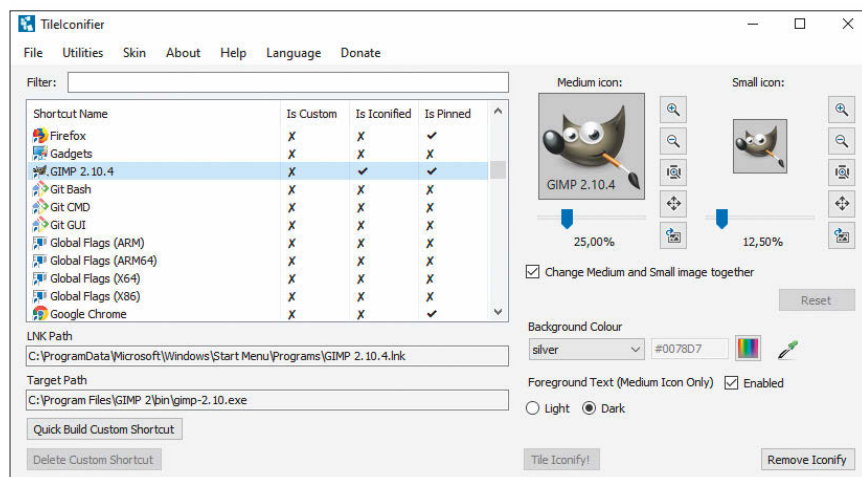 TileIconifier
File Utilities Skin About Help Language Donate
Filter:
Shortcut Name Is Custom Is Iconified Is Pinned
Firefox ✗ ✗ ✓
Gadgets ✗ ✗ ✗
GIMP 2.10.4 ✗ ✓ ✓
Git Bash ✗ ✗ ✗
Git CMD ✗ ✗ ✗
Git GUI ✗ ✗ ✗
Global Flags (ARM) ✗ ✗ ✗
Global Flags (ARM64) ✗ ✗ ✗
Global Flags (X64) ✗ ✗ ✗
Global Flags (X86) ✗ ✗ ✗
Google Chrome ✗ ✗ ✓
LNK Path
C:\ProgramData\Microsoft\Windows\Start Menu\Programs\GIMP 2.10.4.lnk
Target Path
C:\Program Files\GIMP 2\bin\gimp-2.10.exe
Quick Build Custom Shortcut
Delete Custom Shortcut
Medium icon: Small icon:
GIMP 2.10.4
25,00% 12,50%
Change Medium and Small image together
Reset
Background Colour
silver #0078D7
Foreground Text (Medium Icon Only) Enabled
Light Dark
Tile Iconify! Remove Iconify